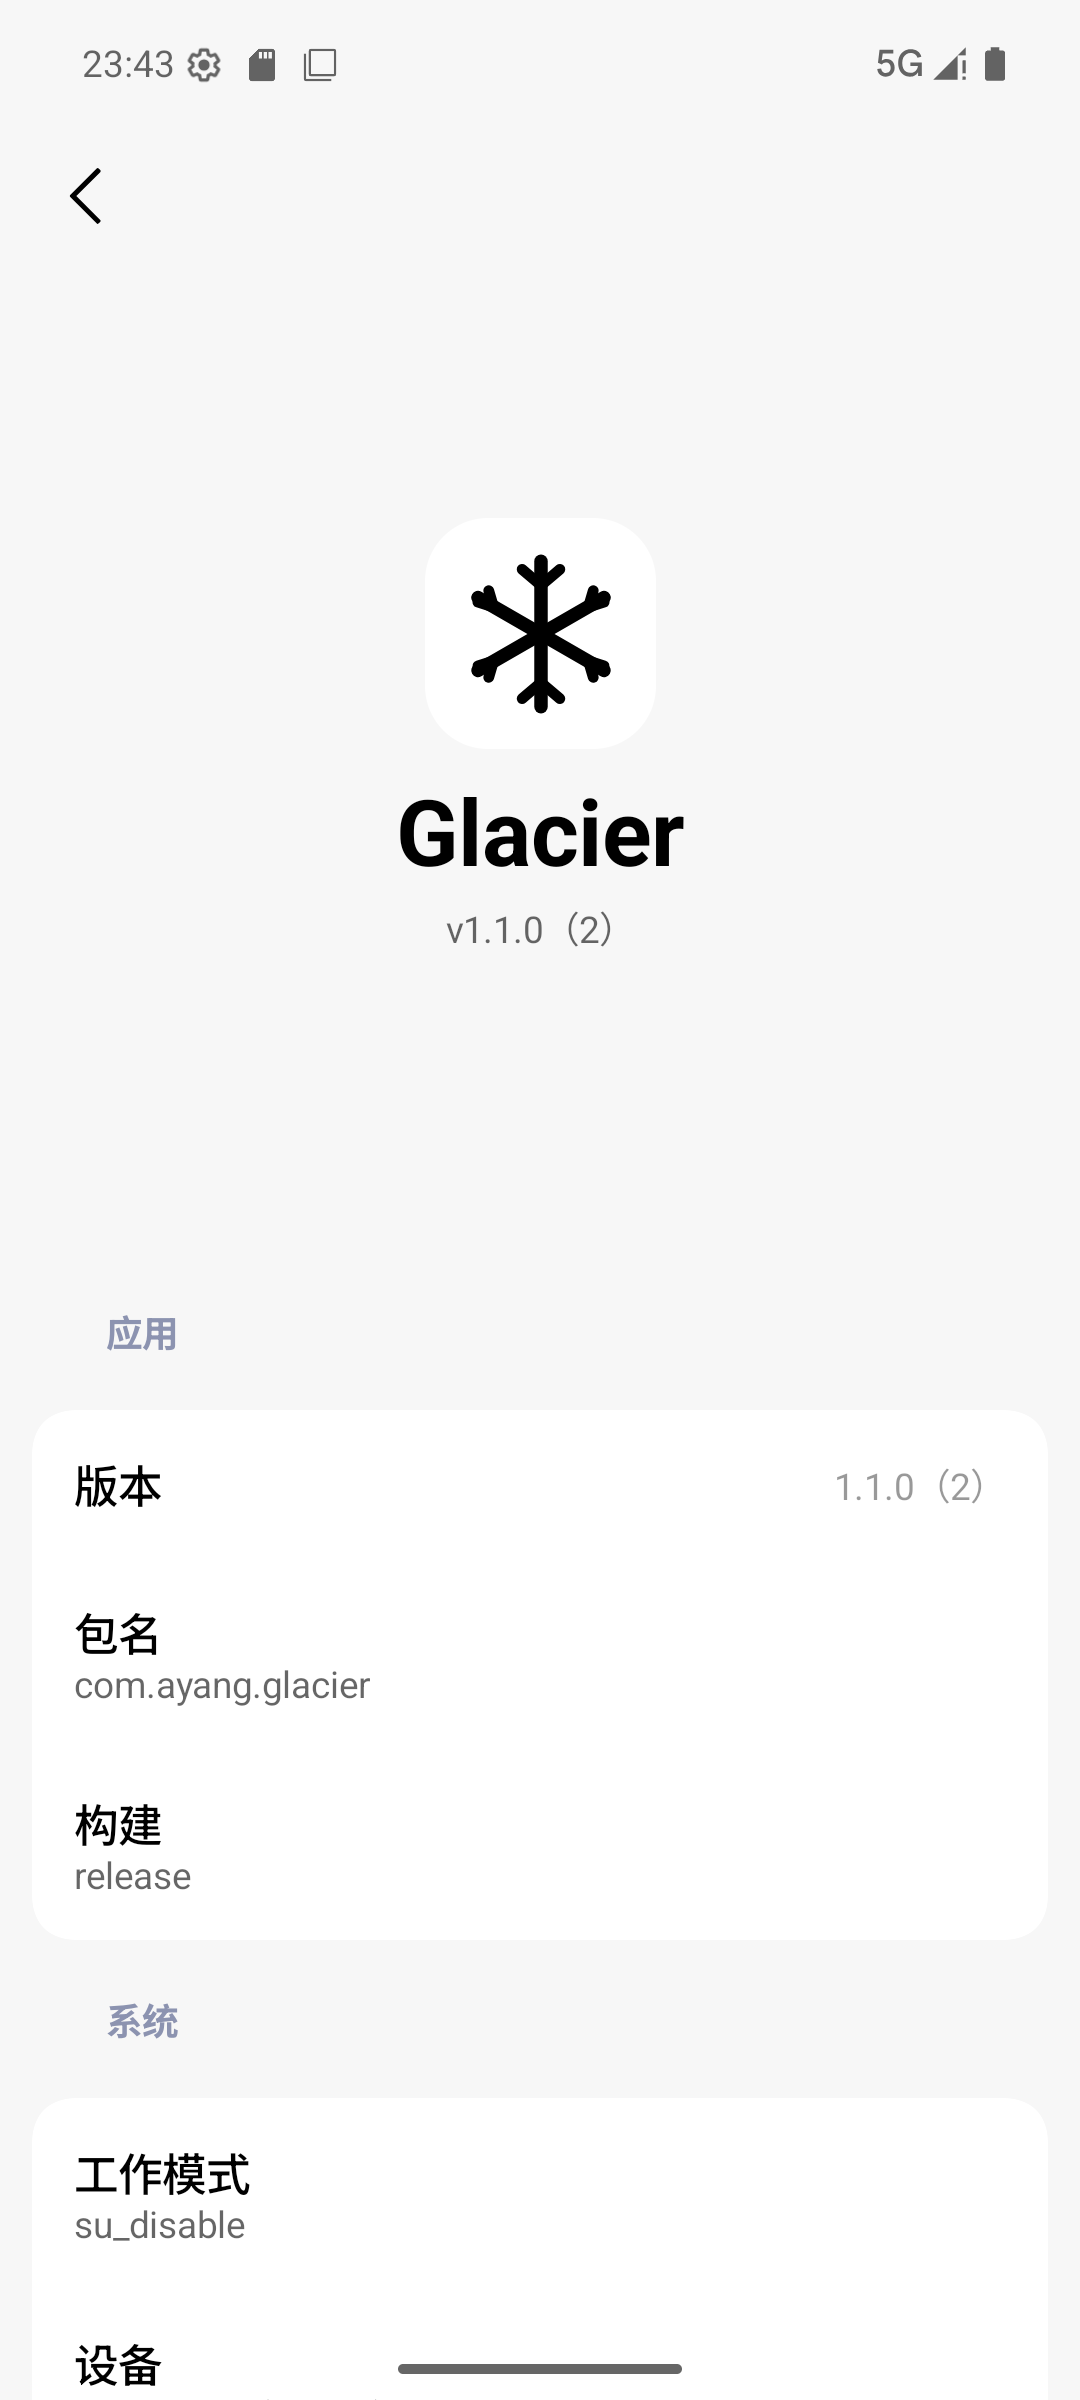 23:43
5G
Glacier
v1.1.0（2）
应用
版本
1.1.0（2）
包名
com.ayang.glacier
构建
release
系统
工作模式
su_disable
设备